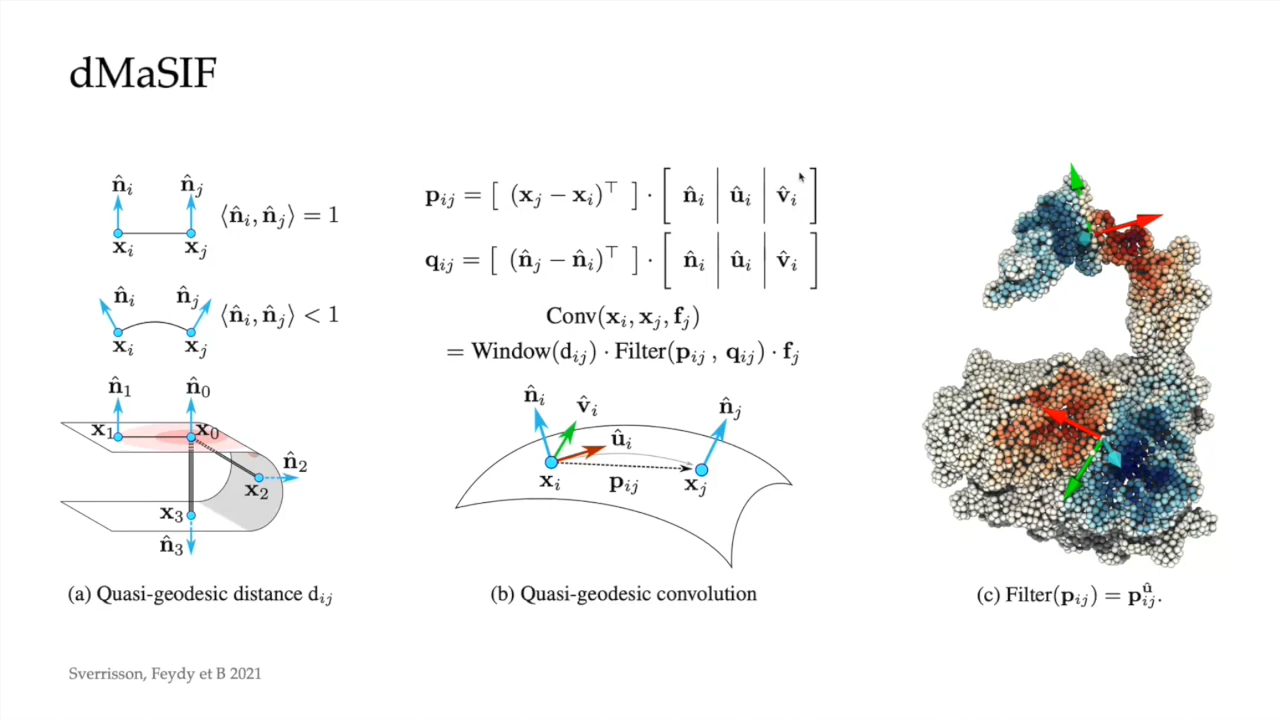 dMaSIF
n̂ᵢ n̂ⱼ
⟨n̂ᵢ, n̂ⱼ⟩ = 1
xᵢ xⱼ
n̂ᵢ n̂ⱼ
⟨n̂ᵢ, n̂ⱼ⟩ < 1
xᵢ xⱼ
n̂₁ n̂₀
x₁ x₀
n̂₂
x₂
x₃
n̂₃
(a) Quasi-geodesic distance dᵢⱼ
pᵢⱼ = [ (xⱼ − xᵢ)⊤ ] · [ n̂ᵢ | ûᵢ | v̂ᵢ ]
qᵢⱼ = [ (n̂ⱼ − n̂ᵢ)⊤ ] · [ n̂ᵢ | ûᵢ | v̂ᵢ ]
Conv(xᵢ, xⱼ, fⱼ)
= Window(dᵢⱼ) · Filter(pᵢⱼ , qᵢⱼ) · fⱼ
n̂ᵢ v̂ᵢ n̂ⱼ
ûᵢ
xᵢ pᵢⱼ xⱼ
(b) Quasi-geodesic convolution
(c) Filter(pᵢⱼ) = pᵢⱼ^û.
Sverrisson, Feydy et B 2021